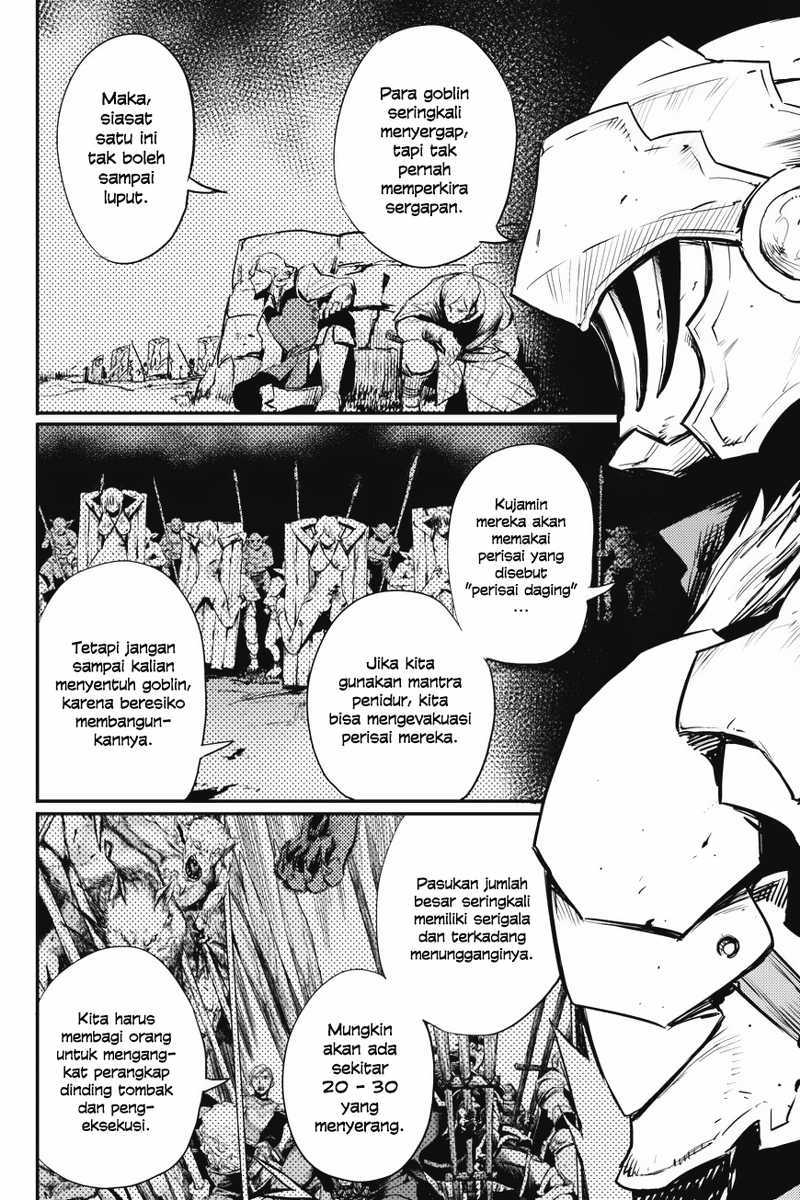 Para goblin
seringkali
menyergap,
tapi tak
pernah
memperkira
sergapan.
Maka,
siasat
satu ini
tak boleh
sampai
luput.
Kujamin
mereka akan
memakai
perisai yang
disebut
"perisai daging"
...
Jika kita
gunakan mantra
penidur, kita
bisa mengevakuasi
perisai mereka.
Tetapi jangan
sampai kalian
menyentuh goblin,
karena beresiko
membangun-
kannya.
Pasukan jumlah
besar seringkali
memiliki serigala
dan terkadang
menungganginya.
Mungkin
akan ada
sekitar
20 - 30
yang
menyerang.
Kita harus
membagi orang
untuk mengang-
kat perangkap
dinding tombak
dan peng-
eksekusi.